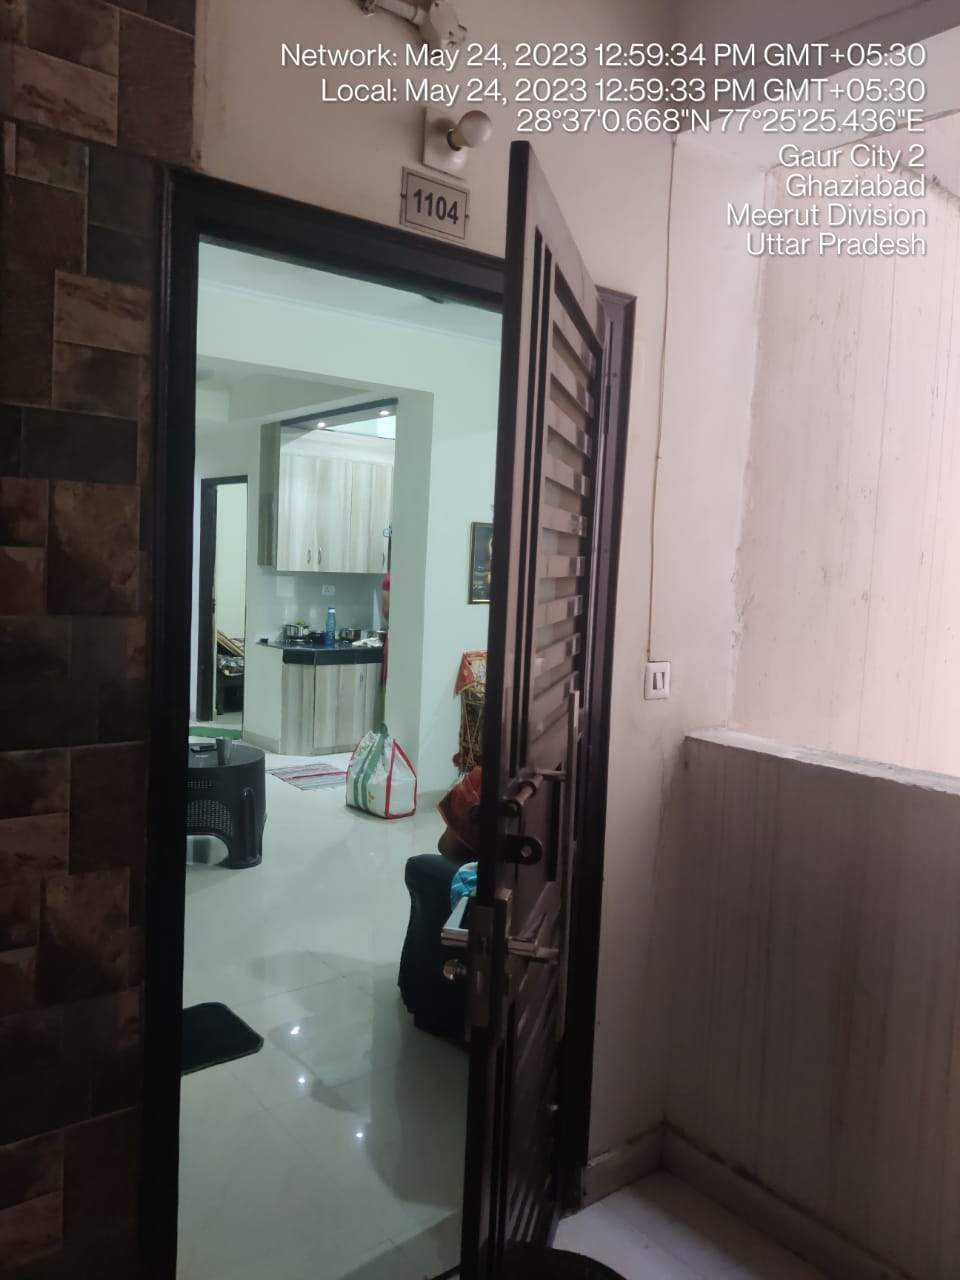 Network: May 24, 2023 12:59:34 PM GMT+05:30
Local: May 24, 2023 12:59:33 PM GMT+05:30
28°37'0.668"N 77°25'25.436"E
Gaur City 2
Ghaziabad
Meerut Division
Uttar Pradesh
1104